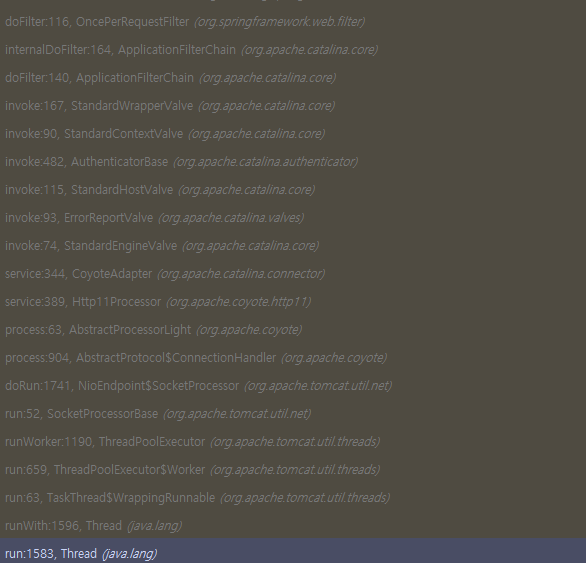 doFilter:116, OncePerRequestFilter (org.springframework.web.filter)
internalDoFilter:164, ApplicationFilterChain (org.apache.catalina.core)
doFilter:140, ApplicationFilterChain (org.apache.catalina.core)
invoke:167, StandardWrapperValve (org.apache.catalina.core)
invoke:90, StandardContextValve (org.apache.catalina.core)
invoke:482, AuthenticatorBase (org.apache.catalina.authenticator)
invoke:115, StandardHostValve (org.apache.catalina.core)
invoke:93, ErrorReportValve (org.apache.catalina.valves)
invoke:74, StandardEngineValve (org.apache.catalina.core)
service:344, CoyoteAdapter (org.apache.catalina.connector)
service:389, Http11Processor (org.apache.coyote.http11)
process:63, AbstractProcessorLight (org.apache.coyote)
process:904, AbstractProtocol$ConnectionHandler (org.apache.coyote)
doRun:1741, NioEndpoint$SocketProcessor (org.apache.tomcat.util.net)
run:52, SocketProcessorBase (org.apache.tomcat.util.net)
runWorker:1190, ThreadPoolExecutor (org.apache.tomcat.util.threads)
run:659, ThreadPoolExecutor$Worker (org.apache.tomcat.util.threads)
run:63, TaskThread$WrappingRunnable (org.apache.tomcat.util.threads)
runWith:1596, Thread (java.lang)
run:1583, Thread (java.lang)